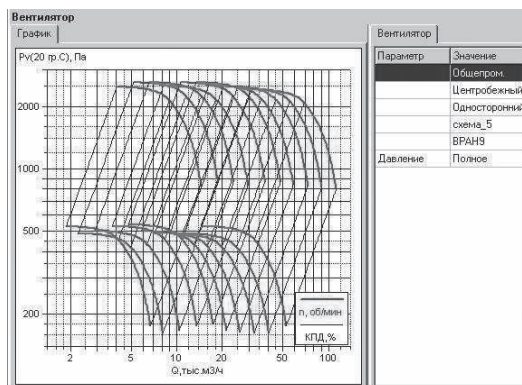 Вентилятор
График
Вентилятор
Pv(20 гр.С), Па
Параметр Значение
Общепром.
Центробежный
Односторонний
схема_5
ВРАН9
Давление Полное
2000
1000
500
200
n, об/мин
КПД,%
2 5 10 20 50 100
Q,тыс.м3/ч